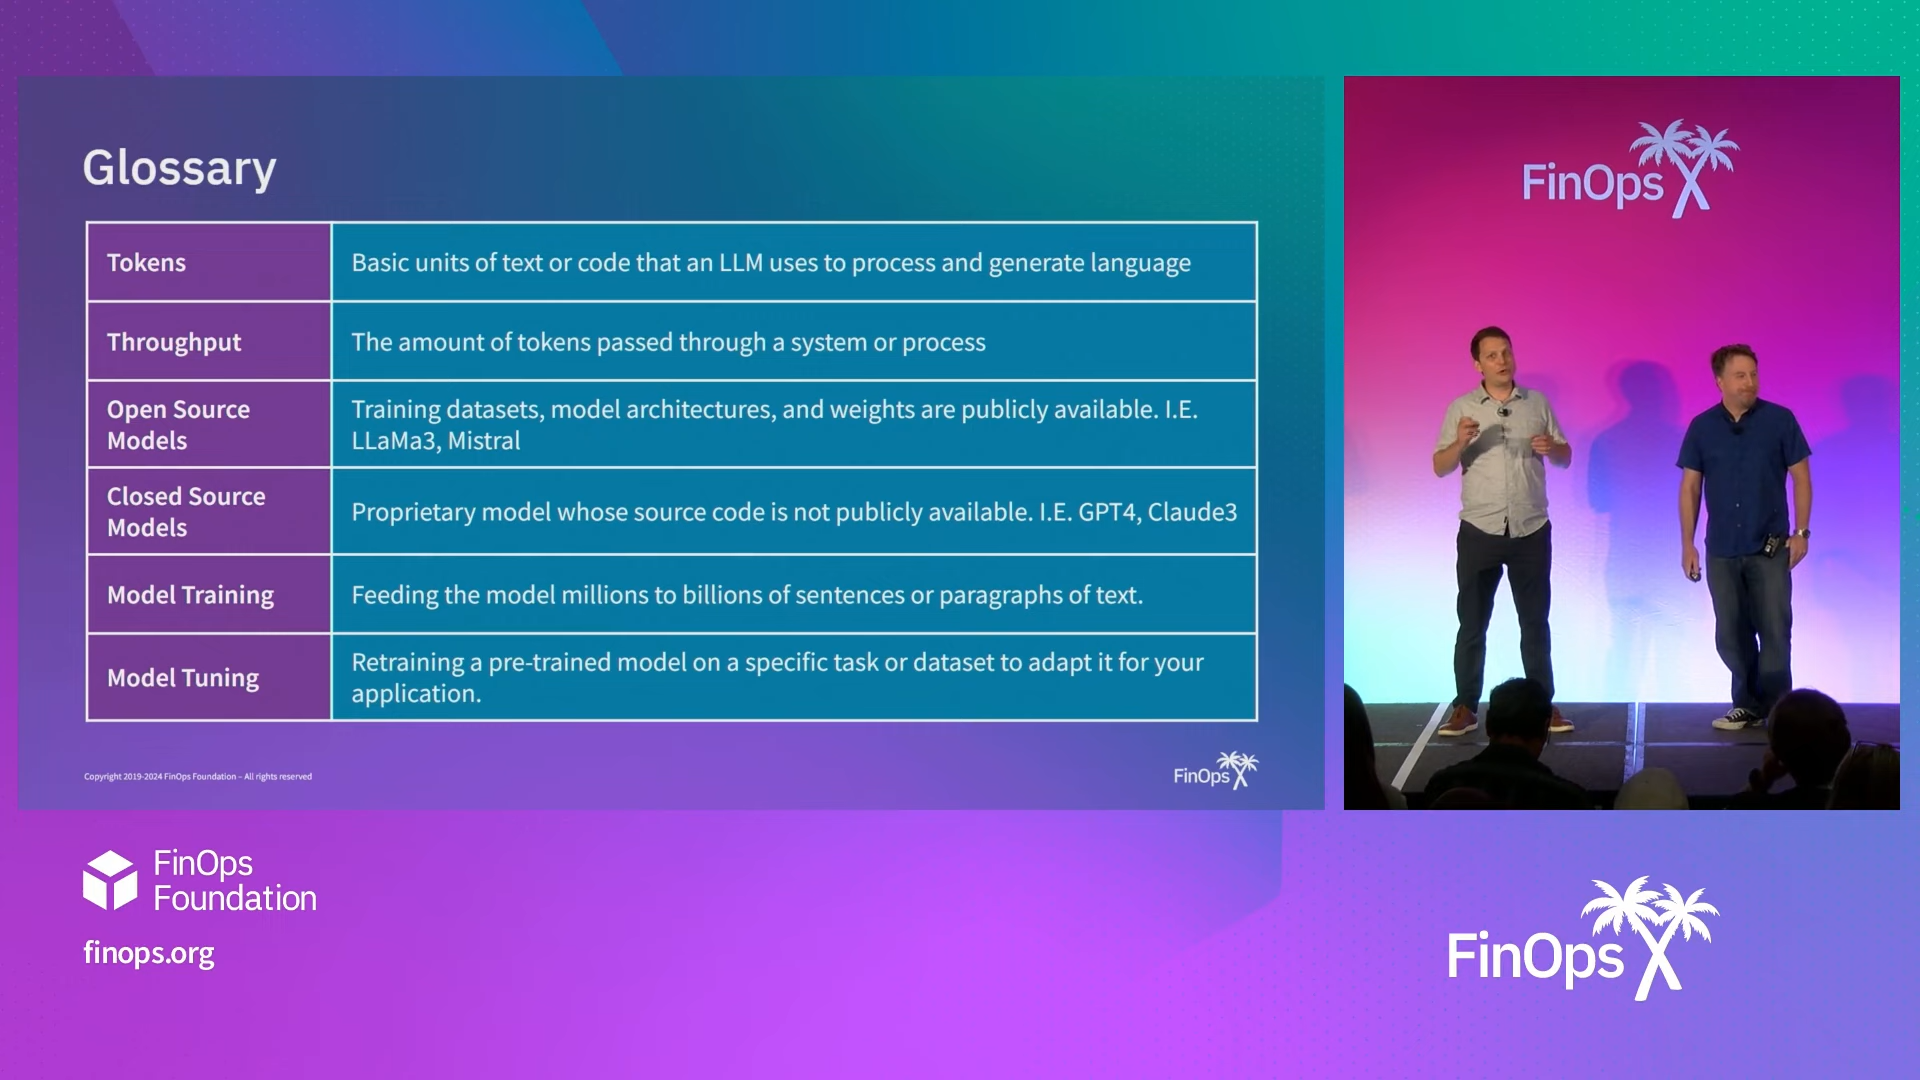 Glossary
Tokens
Basic units of text or code that an LLM uses to process and generate language
Throughput
The amount of tokens passed through a system or process
Open Source
Models
Training datasets, model architectures, and weights are publicly available. I.E.
LLaMa3, Mistral
Closed Source
Models
Proprietary model whose source code is not publicly available. I.E. GPT4, Claude3
Model Training
Feeding the model millions to billions of sentences or paragraphs of text.
Model Tuning
Retraining a pre-trained model on a specific task or dataset to adapt it for your
application.
Copyright 2019-2024 FinOps Foundation – All rights reserved
FinOps X
FinOps X
FinOps
Foundation
finops.org
FinOps X